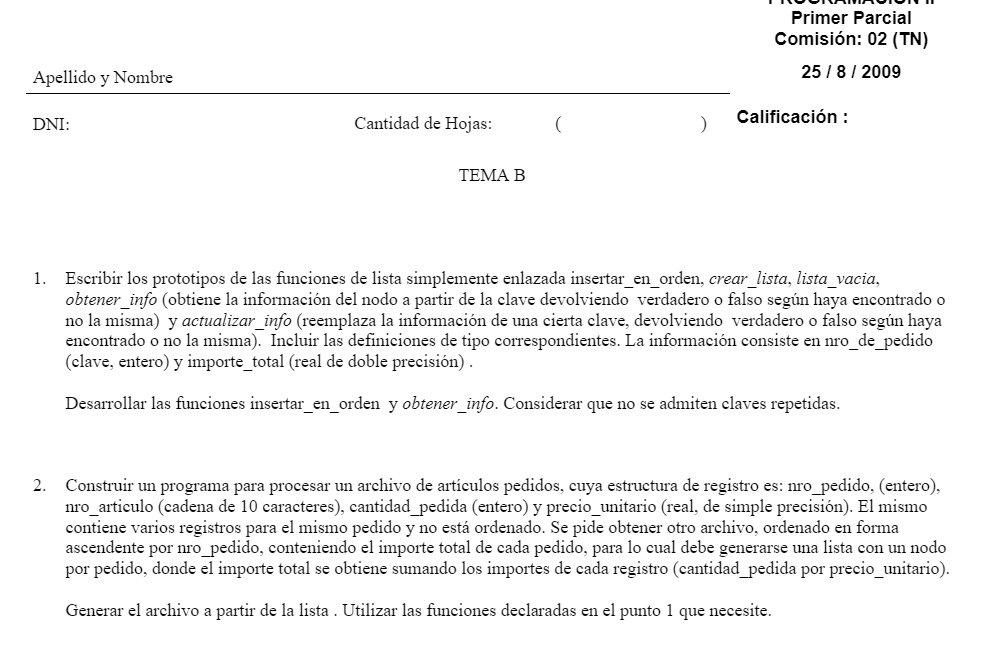 PROGRAMACIÓN II
Primer Parcial
Comisión: 02 (TN)
25 / 8 / 2009
Apellido y Nombre
DNI: Cantidad de Hojas: ( ) Calificación :
TEMA B
1. Escribir los prototipos de las funciones de lista simplemente enlazada insertar_en_orden, crear_lista, lista_vacia,
obtener_info (obtiene la información del nodo a partir de la clave devolviendo verdadero o falso según haya encontrado o
no la misma) y actualizar_info (reemplaza la información de una cierta clave, devolviendo verdadero o falso según haya
encontrado o no la misma). Incluir las definiciones de tipo correspondientes. La información consiste en nro_de_pedido
(clave, entero) y importe_total (real de doble precisión) .
Desarrollar las funciones insertar_en_orden y obtener_info. Considerar que no se admiten claves repetidas.
2. Construir un programa para procesar un archivo de artículos pedidos, cuya estructura de registro es: nro_pedido, (entero),
nro_articulo (cadena de 10 caracteres), cantidad_pedida (entero) y precio_unitario (real, de simple precisión). El mismo
contiene varios registros para el mismo pedido y no está ordenado. Se pide obtener otro archivo, ordenado en forma
ascendente por nro_pedido, conteniendo el importe total de cada pedido, para lo cual debe generarse una lista con un nodo
por pedido, donde el importe total se obtiene sumando los importes de cada registro (cantidad_pedida por precio_unitario).
Generar el archivo a partir de la lista . Utilizar las funciones declaradas en el punto 1 que necesite.